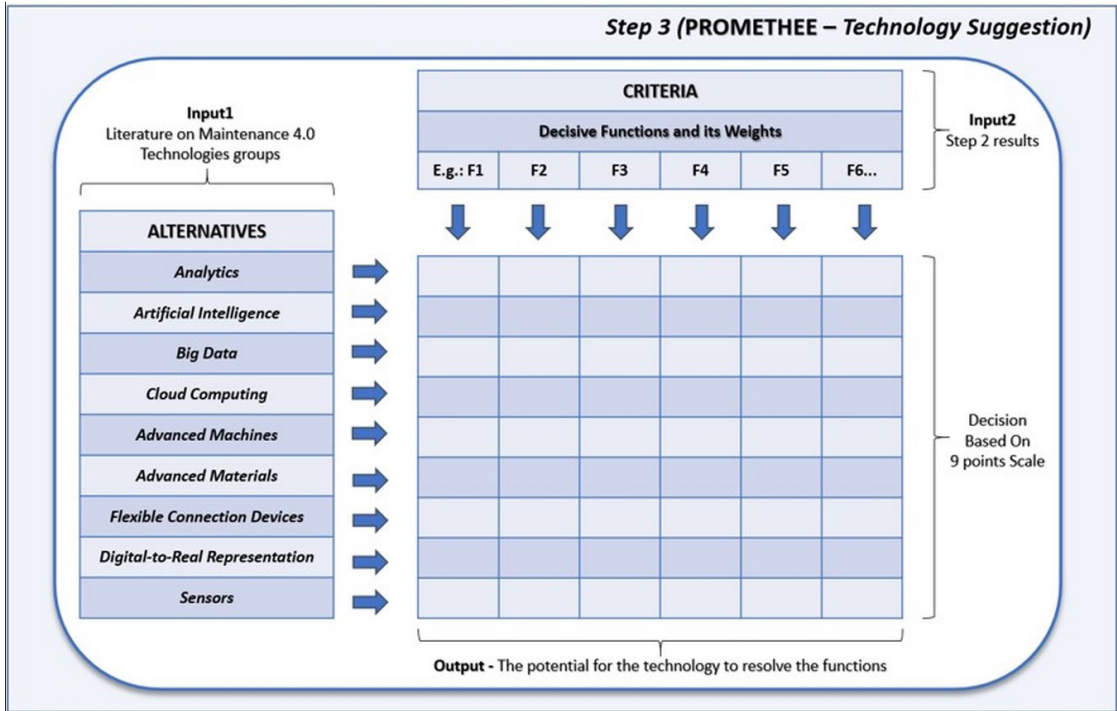 Step 3 (PROMETHEE – Technology Suggestion)
Input1
Literature on Maintenance 4.0
Technologies groups
CRITERIA
Decisive Functions and its Weights
E.g.: F1 F2 F3 F4 F5 F6...
Input2
Step 2 results
ALTERNATIVES
Analytics
Artificial Intelligence
Big Data
Cloud Computing
Advanced Machines
Advanced Materials
Flexible Connection Devices
Digital-to-Real Representation
Sensors
Decision
Based On
9 points Scale
Output - The potential for the technology to resolve the functions